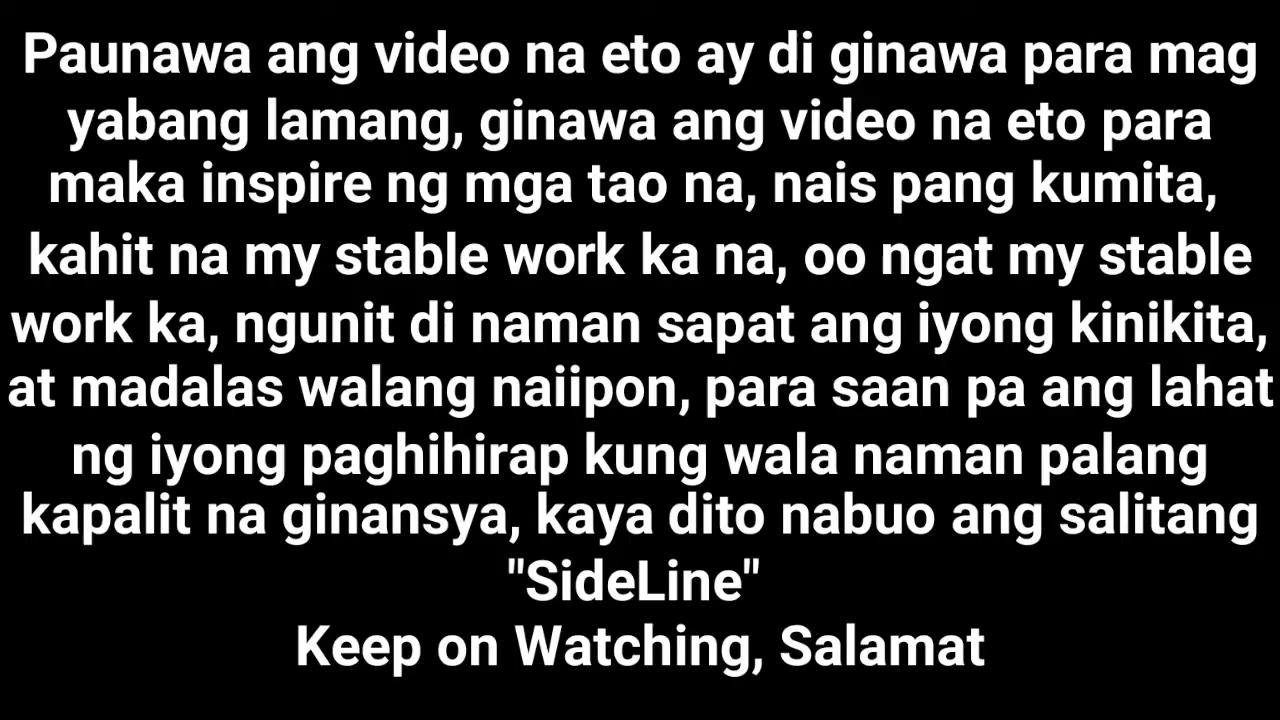 Paunawa ang video na eto ay di ginawa para mag
yabang lamang, ginawa ang video na eto para
maka inspire ng mga tao na, nais pang kumita,
kahit na my stable work ka na, oo ngat my stable
work ka, ngunit di naman sapat ang iyong kinikita,
at madalas walang naiipon, para saan pa ang lahat
ng iyong paghihirap kung wala naman palang
kapalit na ginansya, kaya dito nabuo ang salitang
"SideLine"
Keep on Watching, Salamat